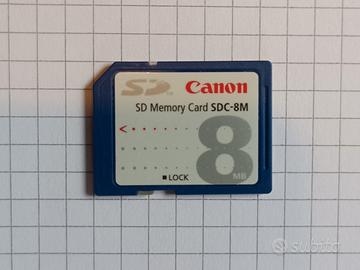 SD Canon
SD Memory Card SDC-8M
8
MB
LOCK
subito